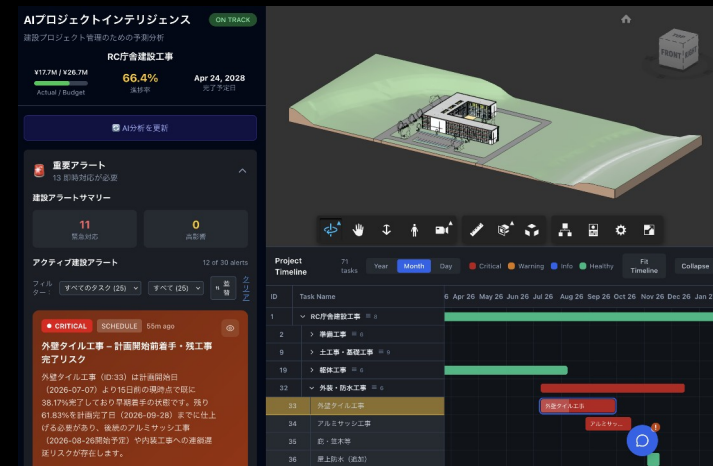 AIプロジェクトインテリジェンス
ON TRACK
建設プロジェクト管理のための予測分析
RC庁舎建設工事
¥17.7M / ¥26.7M
Actual / Budget
66.4%
進捗率
Apr 24, 2028
完了予定日
AI分析を更新
重要アラート
13 即時対応が必要
建設アラートサマリー
11
緊急対応
0
高影響
アクティブ建設アラート
12 of 30 alerts
フィルター：
すべてのタスク (25)
すべて (25)
並替
クリア
CRITICAL
SCHEDULE
55m ago
外壁タイル工事 – 計画開始前着手・残工事
完了リスク
外壁タイル工事（ID:33）は計画開始日
（2026-07-07）より15日前の現時点で既に
38.17%完了しており早期着手の状態です。残り
61.83%を計画完了日（2026-09-28）までに仕上
げる必要があり、後続のアルミサッシ工事
（2026-08-26開始予定）や内装工事への連鎖遅
延リスクが存在します。
FRONT
RIGHT
Project Timeline
71 tasks
Year
Month
Day
Critical
Warning
Info
Healthy
Fit Timeline
Collapse
ID
Task Name
6 Apr 26 May 26 Jun 26 Jul 26 Aug 26 Sep 26 Oct 26 Nov 26 Dec 26 Jan 2
1 RC庁舎建設工事
2 準備工事
9 土工事・基礎工事
19 躯体工事
32 外装・防水工事
33 外壁タイル工事
外壁タイル工事
34 アルミサッシ工事
アルミサッ...
35 庇・笠木等
36 屋上防水（追加）